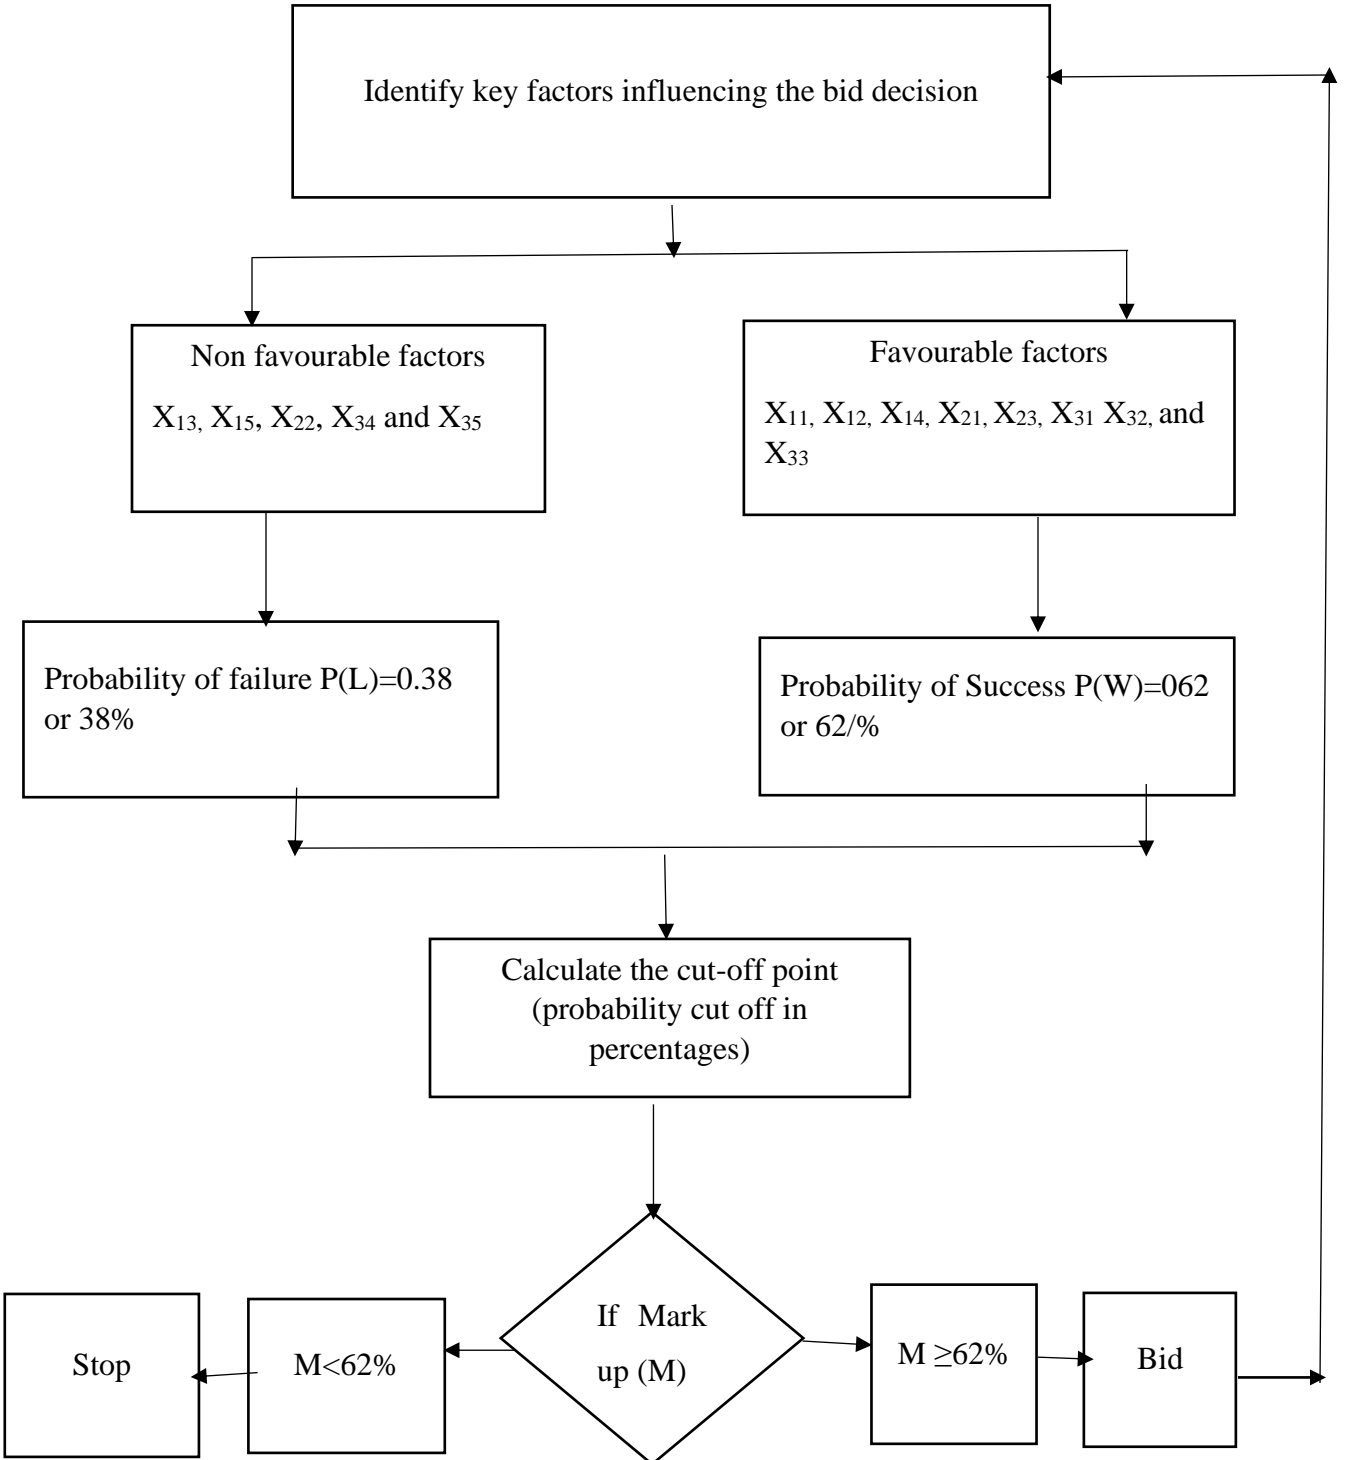 Identify key factors influencing the bid decision
Non favourable factors
X13, X15, X22, X34 and X35
Favourable factors
X11, X12, X14, X21, X23, X31 X32, and
X33
Probability of failure P(L)=0.38
or 38%
Probability of Success P(W)=062
or 62/%
Calculate the cut-off point
(probability cut off in
percentages)
If Mark
up (M)
Stop
M<62%
M ≥62%
Bid